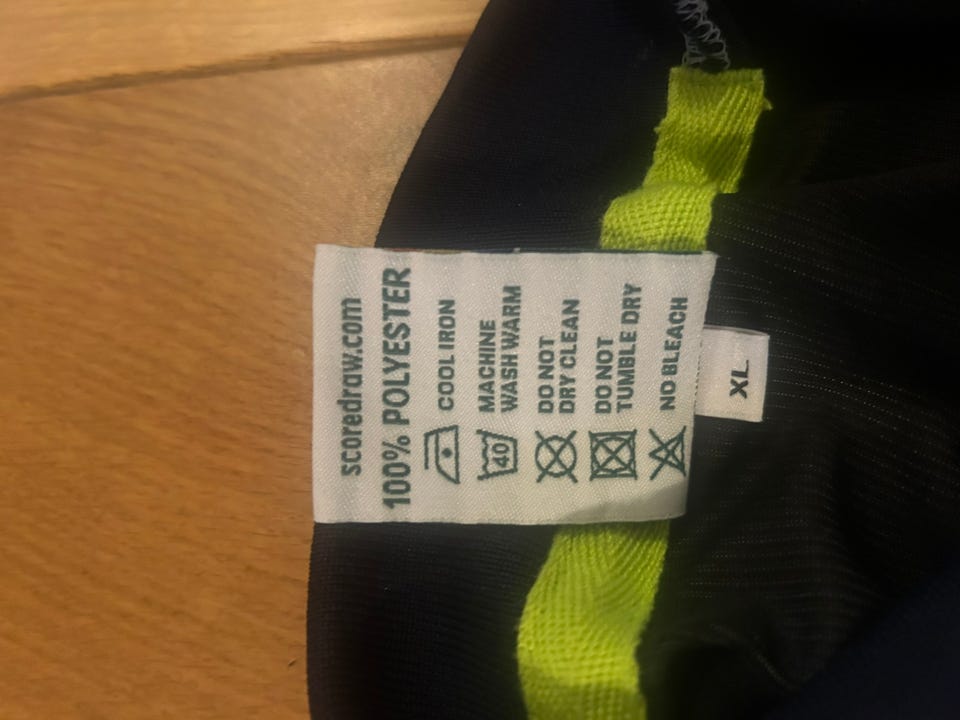 scoredraw.com
100% POLYESTER
COOL IRON
40
MACHINE
WASH WARM
DO NOT
DRY CLEAN
DO NOT
TUMBLE DRY
NO BLEACH
XL